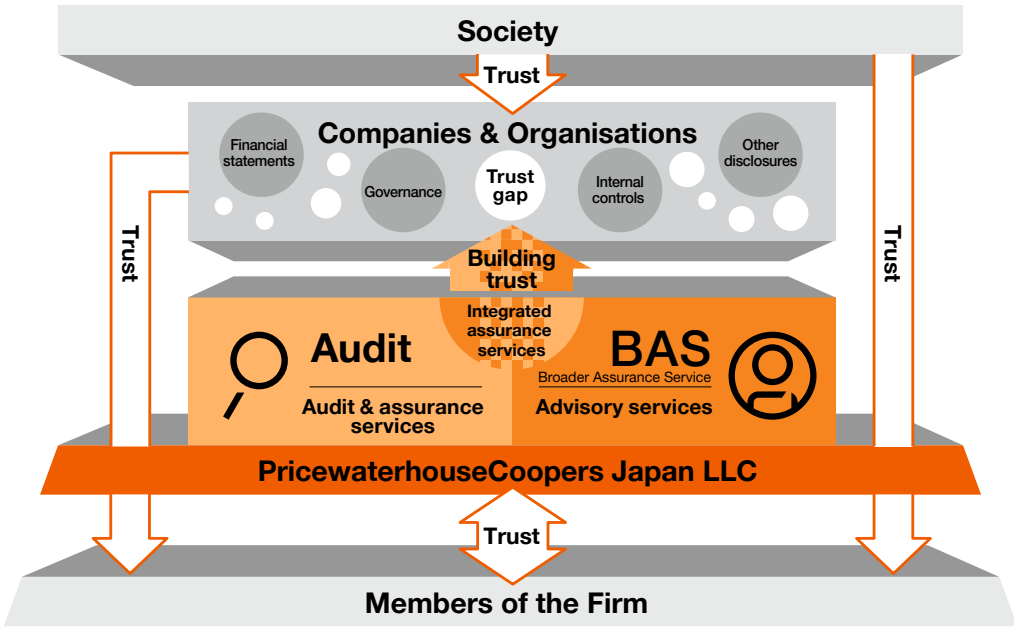 Society
Trust
Companies & Organisations
Financial
statements
Governance
Trust
gap
Internal
controls
Other
disclosures
Trust
Trust
Building
trust
Integrated
assurance
services
Audit
Audit & assurance
services
BAS
Broader Assurance Service
Advisory services
PricewaterhouseCoopers Japan LLC
Trust
Members of the Firm